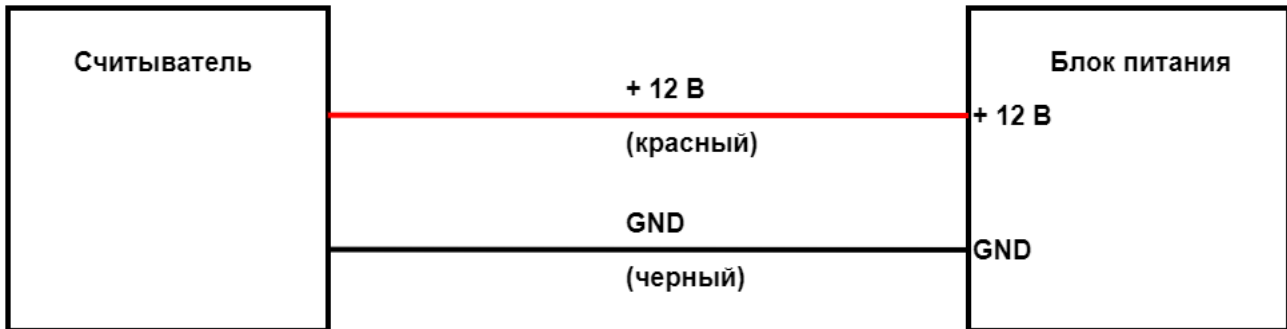 Считыватель
Блок питания
+ 12 В
+ 12 В
(красный)
GND
GND
(черный)